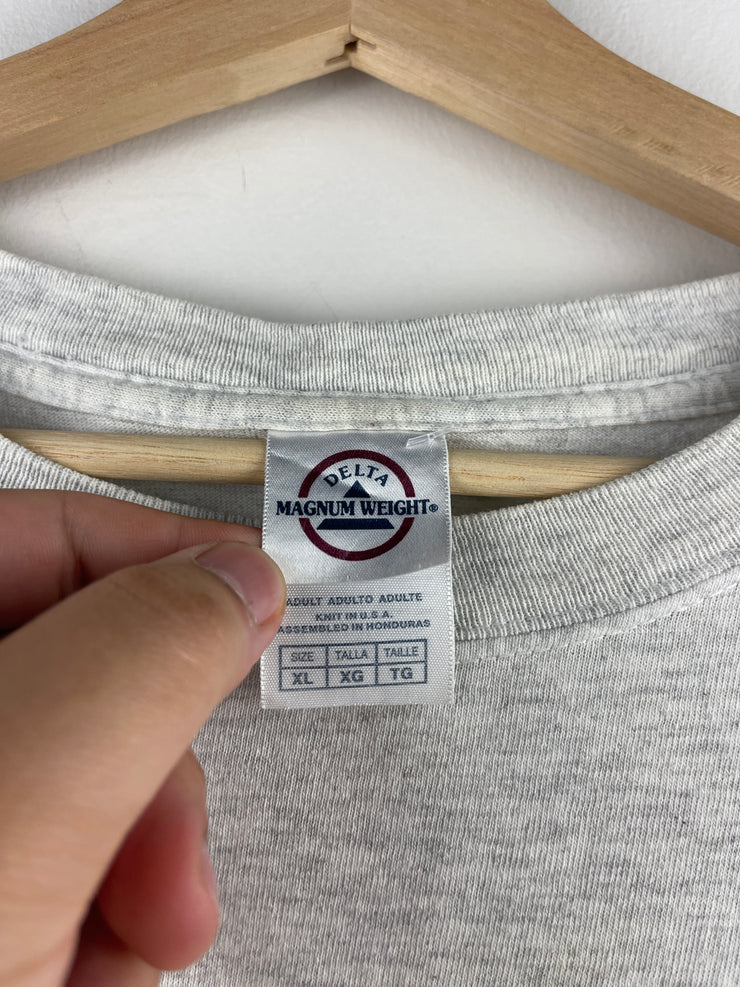 DELTA
MAGNUM WEIGHT®
ADULT ADULTO ADULTE
KNIT IN U.S.A.
ASSEMBLED IN HONDURAS
SIZE TALLA TAILLE
XL XG TG